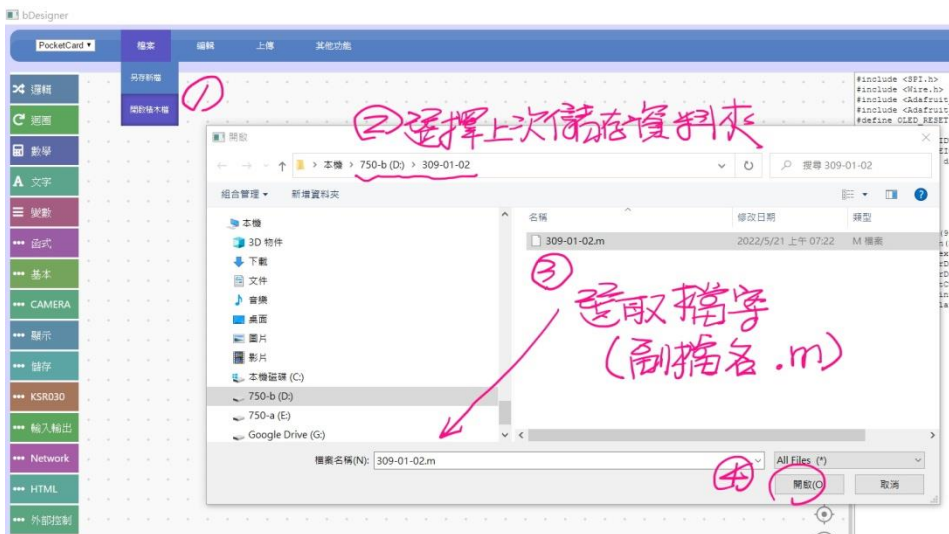 bDesigner
PocketCard 檔案 編輯 上傳 其他功能
另存新檔
開啟積木檔
①
②選擇上次儲存資料夾
邏輯
迴圈
數學
文字
變數
函式
基本
CAMERA
顯示
儲存
KSR030
輸入輸出
Network
HTML
外部控制
#include <SPI.h>
#include <Wire.h>
#include <Adafruit
#include <Adafruit
#define OLED_RESET
開啟
本機 > 750-b (D:) > 309-01-02
搜尋 309-01-02
組合管理 新增資料夾
本機
3D 物件
下載
文件
音樂
桌面
圖片
影片
本機磁碟 (C:)
750-b (D:)
750-a (E:)
Google Drive (G:)
名稱 修改日期 類型
309-01-02.m 2022/5/21 上午 07:22 M 檔案
③
選取檔案
(副檔名.m)
檔案名稱(N): 309-01-02.m All Files (*)
④
開啟(O) 取消